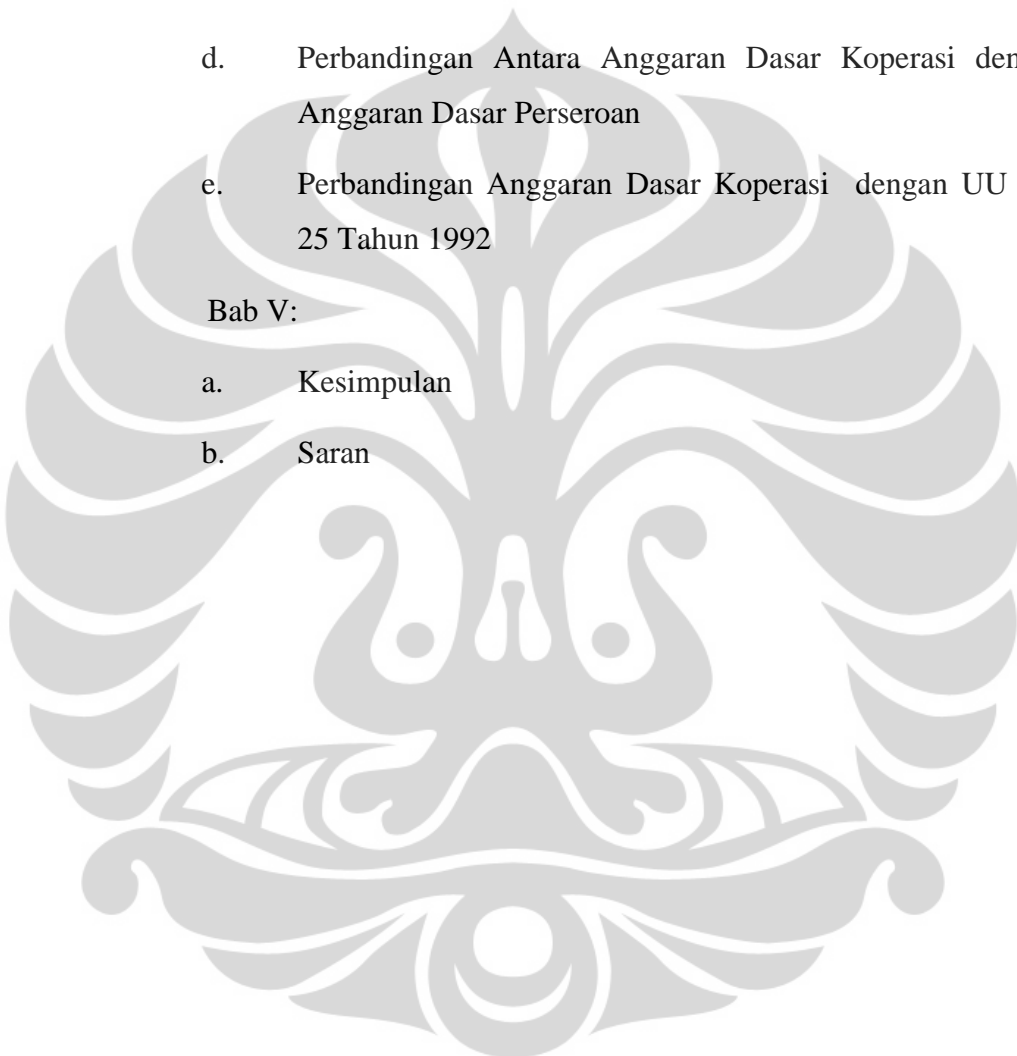 d. Perbandingan Antara Anggaran Dasar Koperasi
Anggaran Dasar Perseroan
e. Perbandingan Anggaran Dasar Koperasi dengan UU
25 Tahun 1992
Bab V:
a. Kesimpulan
b. Saran